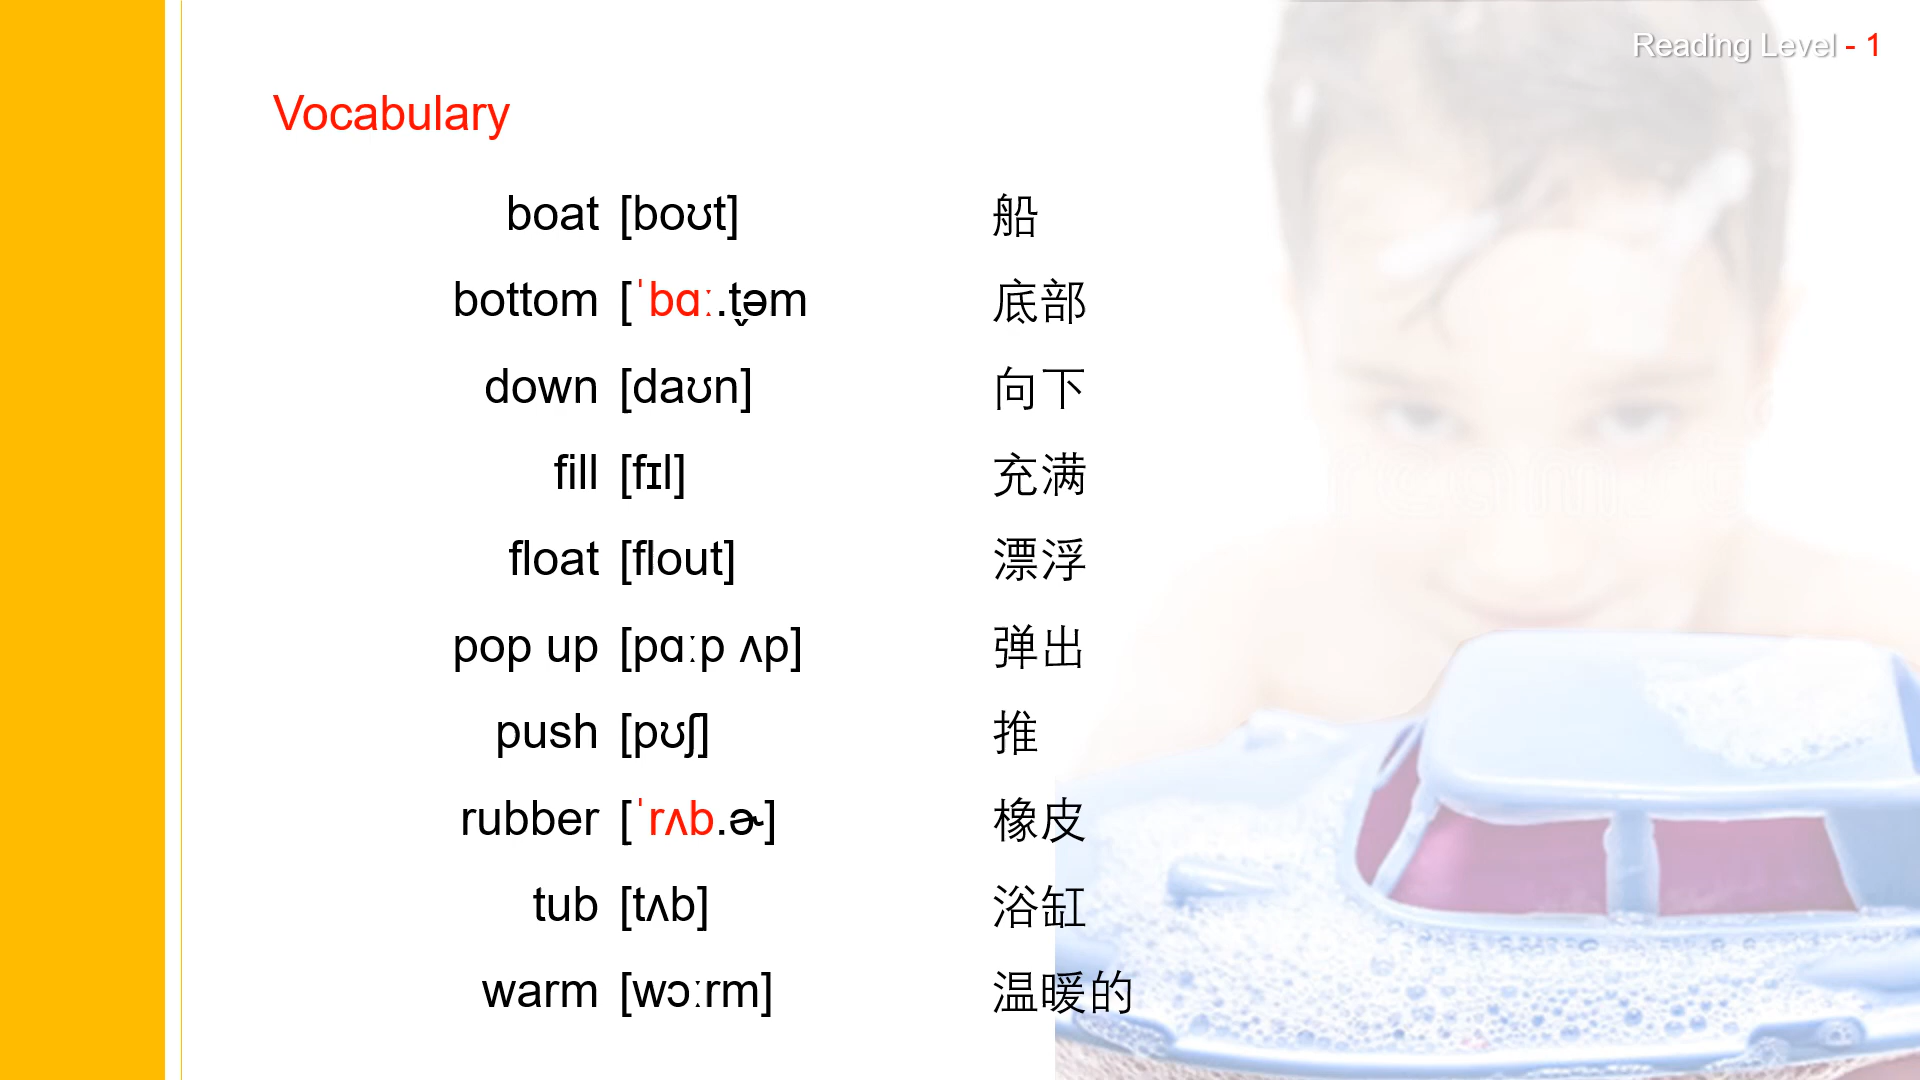 Reading Level - 1
Vocabulary
boat [boʊt] 船
bottom [ˈbɑː.t̬əm 底部
down [daʊn] 向下
fill [fɪl] 充满
float [flout] 漂浮
pop up [pɑːp ʌp] 弹出
push [pʊʃ] 推
rubber [ˈrʌb.ɚ] 橡皮
tub [tʌb] 浴缸
warm [wɔːrm] 温暖的